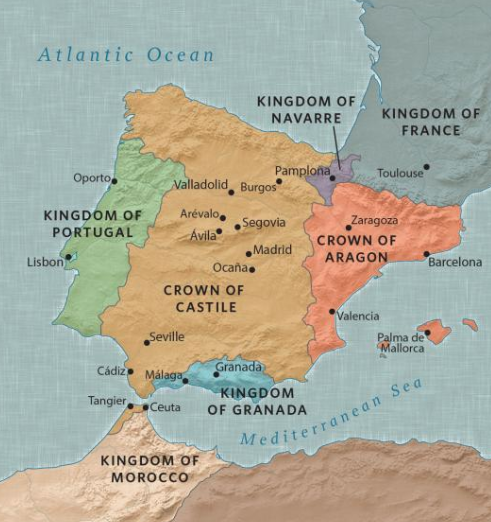 Atlantic Ocean
KINGDOM OF
NAVARRE
KINGDOM OF
FRANCE
Pamplona
Toulouse
Oporto
Valladolid
Burgos
Arévalo
Segovia
Ávila
Zaragoza
KINGDOM OF
PORTUGAL
CROWN OF
ARAGON
Madrid
Lisbon
Ocaña
Barcelona
CROWN OF
CASTILE
Valencia
Seville
Palma de
Mallorca
Cádiz
Málaga
Granada
KINGDOM
OF GRANADA
Tangier
Ceuta
Mediterranean Sea
KINGDOM OF
MOROCCO